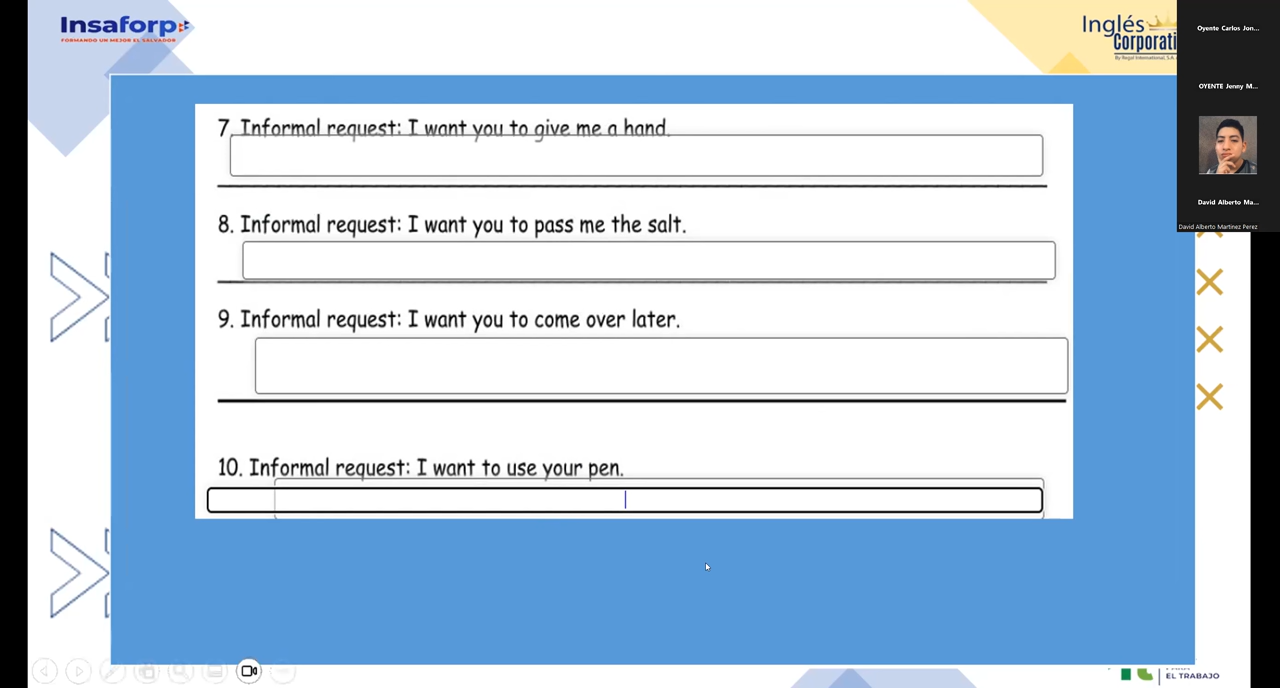 Insaforp
FORMANDO UN MEJOR EL SALVADOR
Inglés
Corporati
By Regal International, S.A.
Oyente Carlos Jon...
OYENTE Jenny M...
David Alberto Ma...
David Alberto Martinez Perez
7. Informal request: I want you to give me a hand.
8. Informal request: I want you to pass me the salt.
9. Informal request: I want you to come over later.
10. Informal request: I want to use your pen.
EL TRABAJO